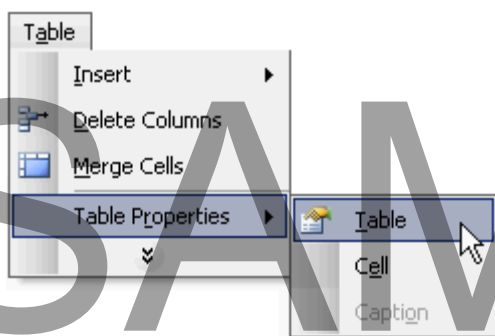 Table
Insert
Delete Columns
Merge Cells
Table Properties
Table
Cell
Caption
SAM